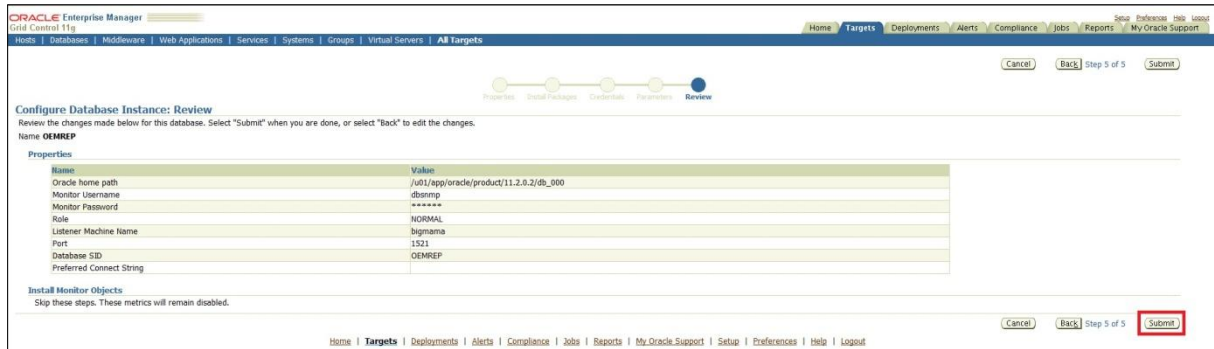 ORACLE Enterprise Manager
Grid Control 11g
Setup Preferences Help Logout
Home Targets Deployments Alerts Compliance Jobs Reports My Oracle Support
Hosts | Databases | Middleware | Web Applications | Services | Systems | Groups | Virtual Servers | All Targets
Cancel Back Step 5 of 5 Submit
Properties Install Packages Credentials Parameters Review
Configure Database Instance: Review
Review the changes made below for this database. Select "Submit" when you are done, or select "Back" to edit the changes.
Name OEMREP
Properties
Name Value
Oracle home path /u01/app/oracle/product/11.2.0.2/db_000
Monitor Username dbsnmp
Monitor Password ******
Role NORMAL
Listener Machine Name bigmama
Port 1521
Database SID OEMREP
Preferred Connect String
Install Monitor Objects
Skip these steps. These metrics will remain disabled.
Cancel Back Step 5 of 5 Submit
Home | Targets | Deployments | Alerts | Compliance | Jobs | Reports | My Oracle Support | Setup | Preferences | Help | Logout